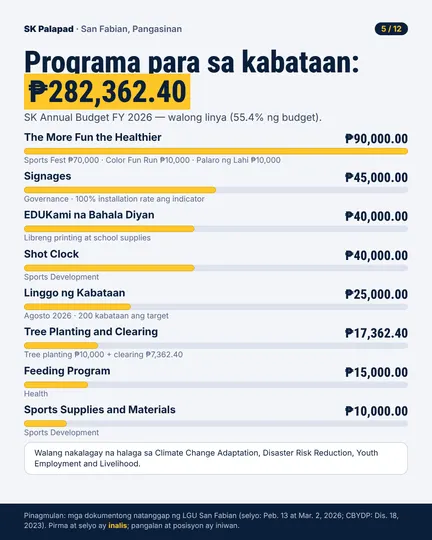 SK Palapad · San Fabian, Pangasinan
5 / 12
Programa para sa kabataan:
₱282,362.40
SK Annual Budget FY 2026 — walong linya (55.4% ng budget).
The More Fun the Healthier
₱90,000.00
Sports Fest ₱70,000 · Color Fun Run ₱10,000 · Palaro ng Lahi ₱10,000
Signages
₱45,000.00
Governance · 100% installation rate ang indicator
EDUKami na Bahala Diyan
₱40,000.00
Libreng printing at school supplies
Shot Clock
₱40,000.00
Sports Development
Linggo ng Kabataan
₱25,000.00
Agosto 2026 · 200 kabataan ang target
Tree Planting and Clearing
₱17,362.40
Tree planting ₱10,000 + clearing ₱7,362.40
Feeding Program
₱15,000.00
Health
Sports Supplies and Materials
₱10,000.00
Sports Development
Walang nakalagay na halaga sa Climate Change Adaptation, Disaster Risk Reduction, Youth
Employment and Livelihood.
Pinagmulan: mga dokumentong natanggap ng LGU San Fabian (selyo: Peb. 13 at Mar. 2, 2026; CBYDP: Dis. 18,
2023). Pirma at selyo ay inalis; pangalan at posisyon ay iniwan.